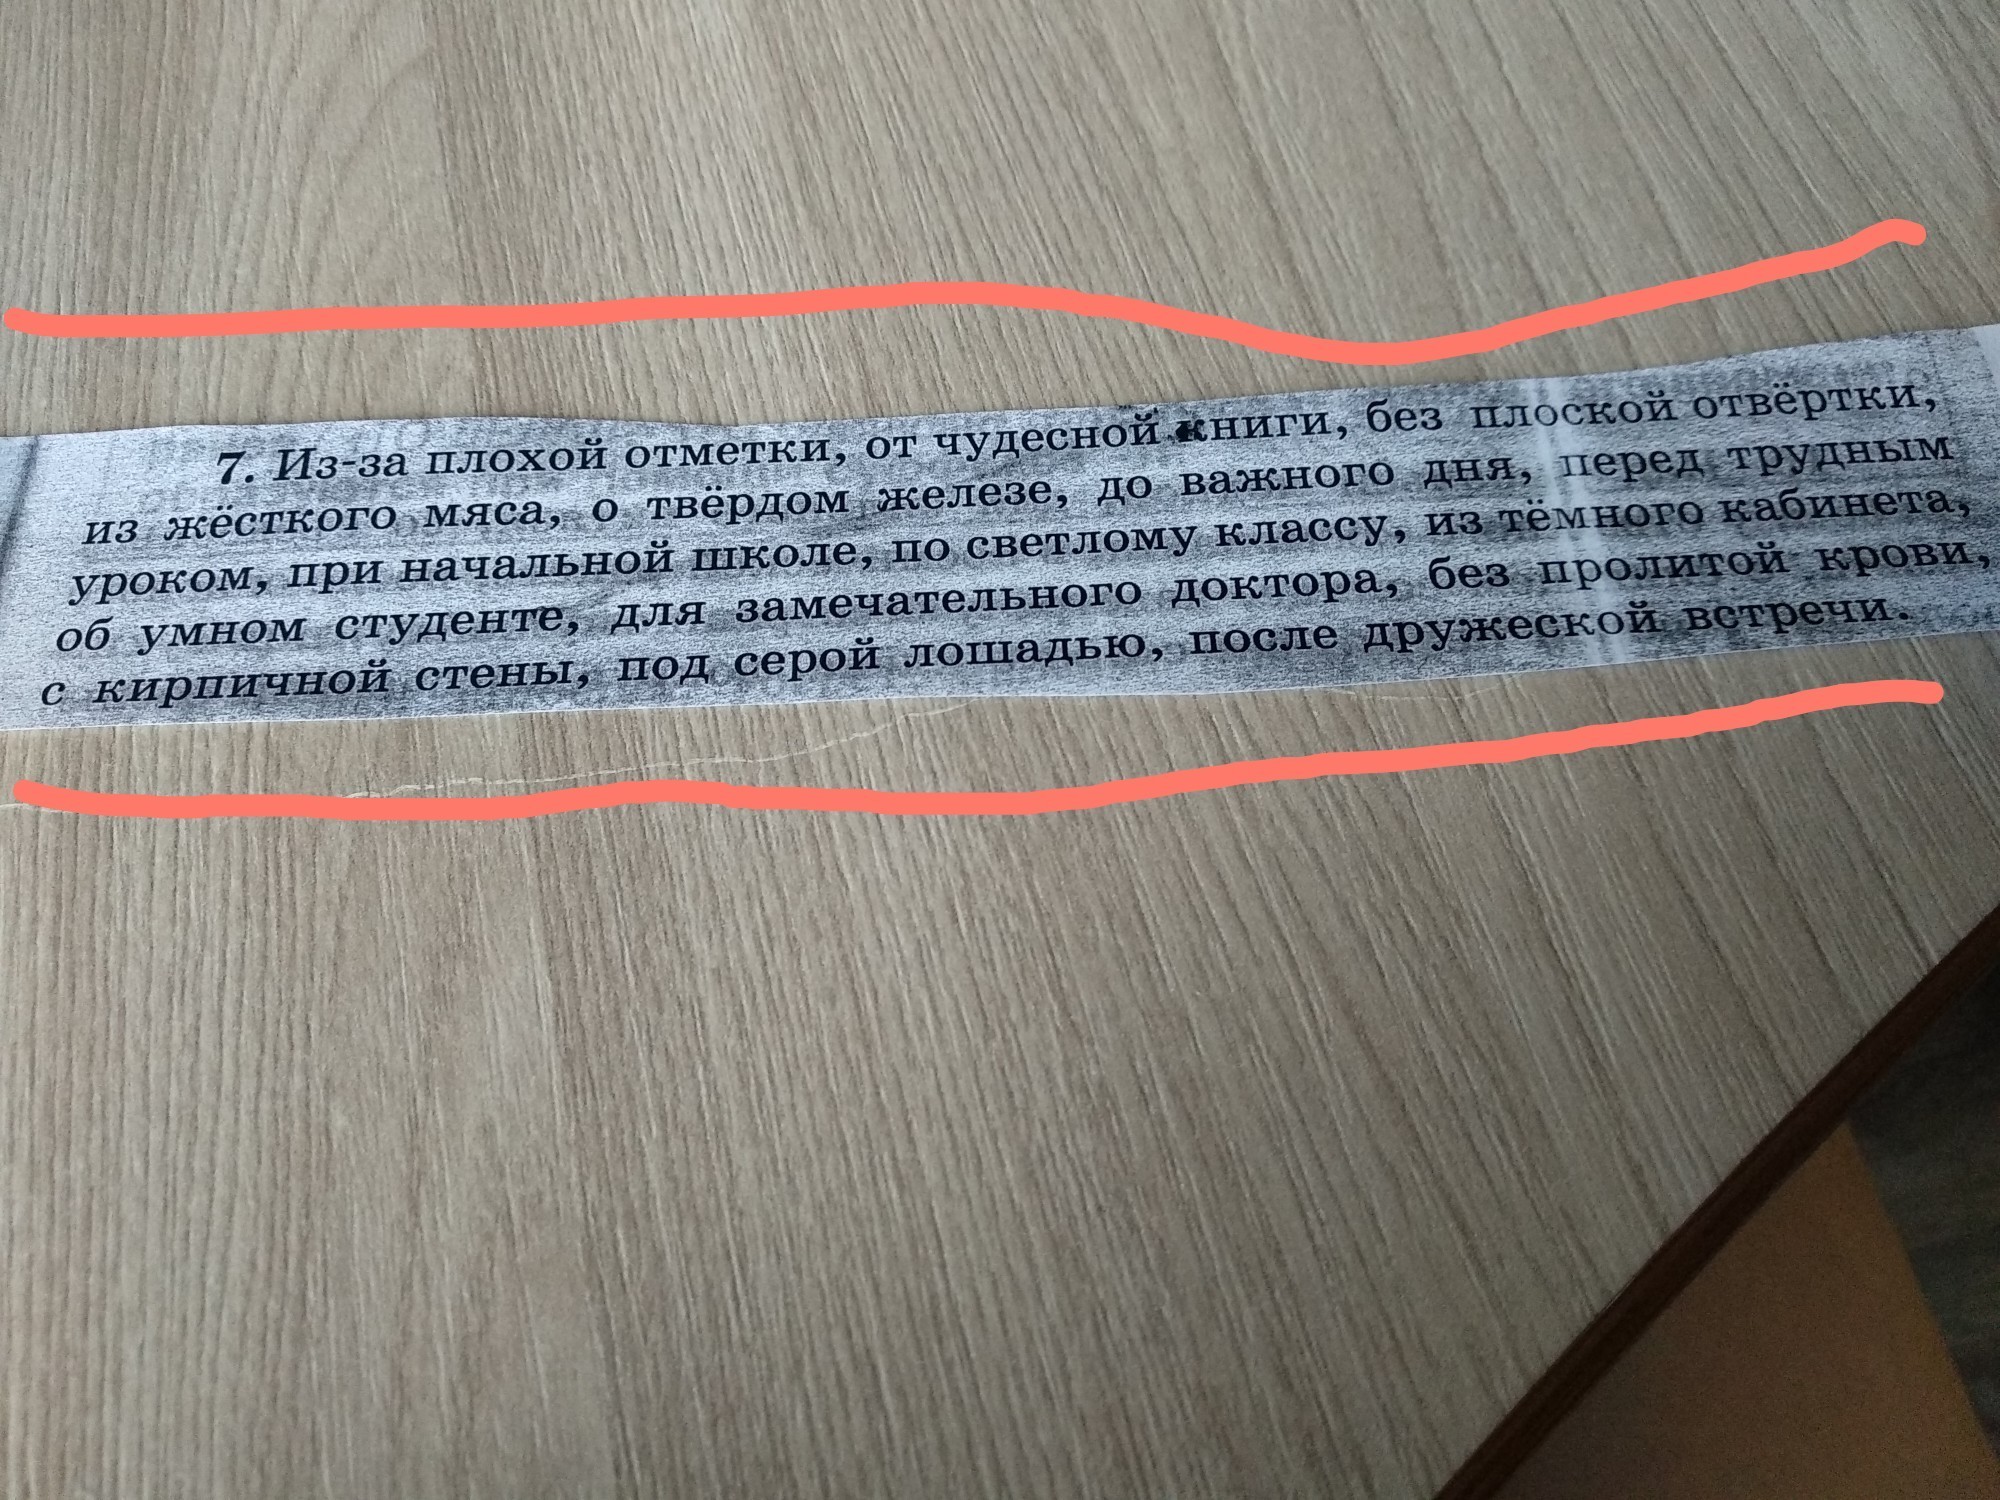 7. Из-за плохой отметки, от чудесной книги, без плоской отвёртки,
из жёсткого мяса, о твёрдом железе, до важного дня, перед трудным
уроком, при начальной школе, по светлому классу, из тёмного кабинета,
об умном студенте, для замечательного доктора, без пролитой крови,
с кирпичной стены, под серой лошадью, после дружеской встречи.